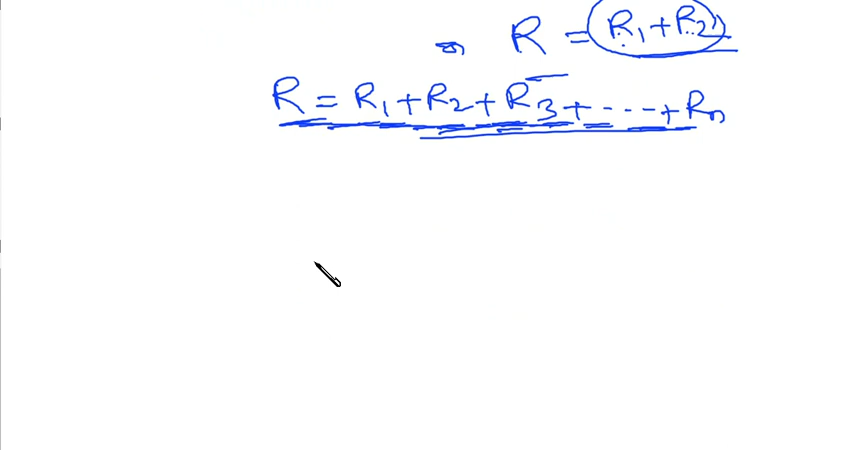 R = R₁ + R₂
R = R₁ + R₂ + R₃ + ---- + Rₙ